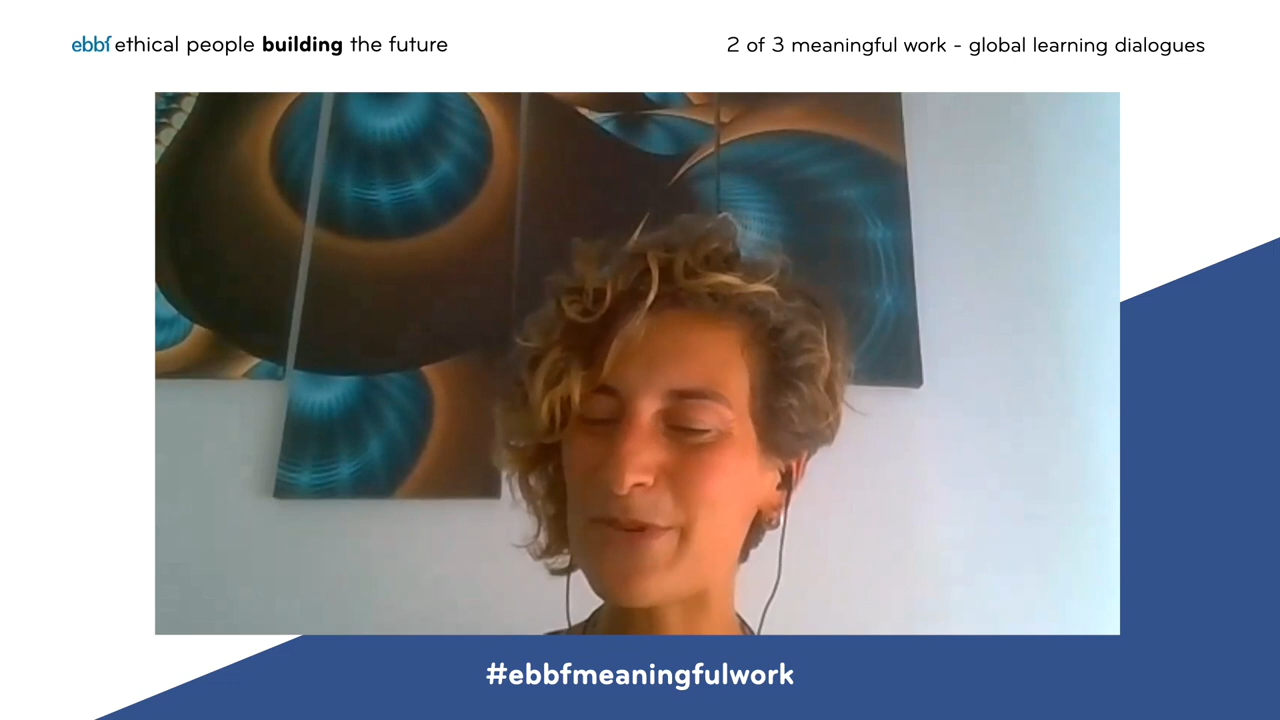 ebbf ethical people building the future
2 of 3 meaningful work - global learning dialogues
#ebbfmeaningfulwork